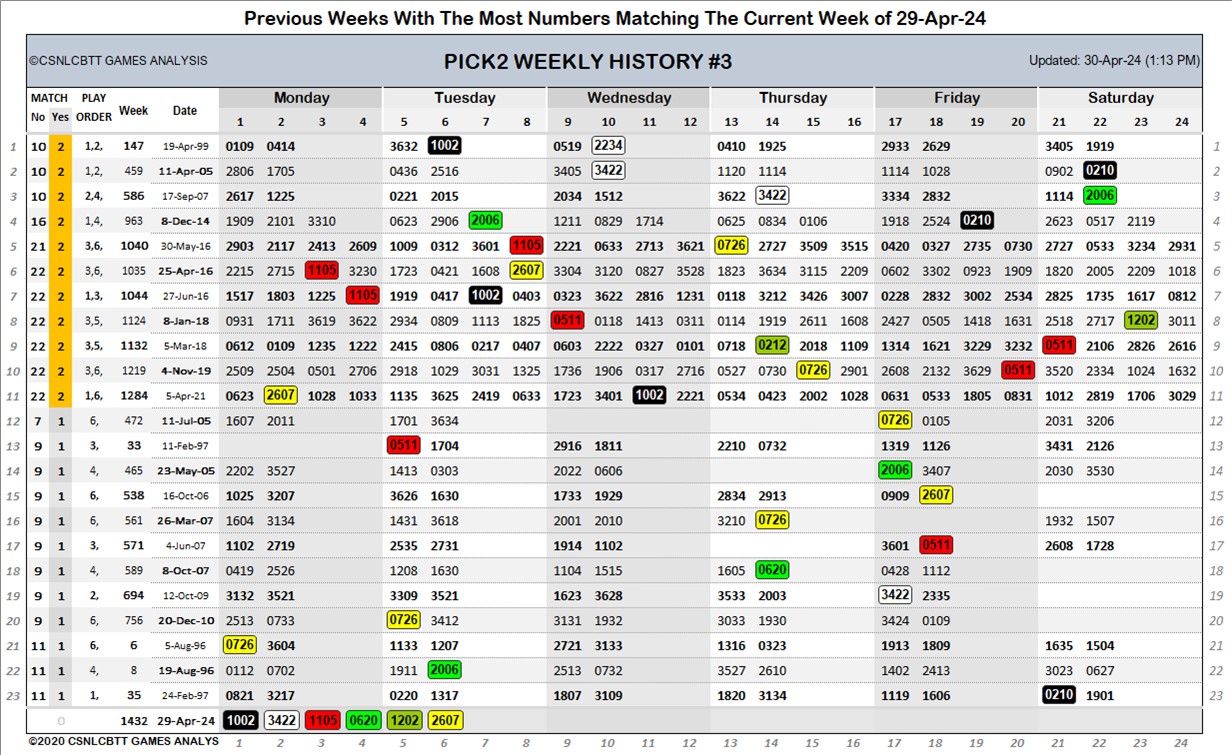 Previous Weeks With The Most Numbers Matching The Current Week of 29-Apr-24
©CSNLCBTT GAMES ANALYSIS PICK2 WEEKLY HISTORY #3 Updated: 30-Apr-24 (1:13 PM)
MATCH PLAY Week Date Monday Tuesday Wednesday Thursday Friday Saturday
No Yes ORDER 1 2 3 4 5 6 7 8 9 10 11 12 13 14 15 16 17 18 19 20 21 22 23 24
1 10 2 1,2, 147 19-Apr-99 0109 0414 3632 1002 0519 2234 0410 1925 2933 2629 3405 1919 1
2 10 2 1,2, 459 11-Apr-05 2806 1705 0436 2516 3405 3422 1120 1114 1114 1028 0902 0210 2
3 10 2 2,4, 586 17-Sep-07 2617 1225 0221 2015 2034 1512 3622 3422 3334 2832 1114 2006 3
4 16 2 1,4, 963 8-Dec-14 1909 2101 3310 0623 2906 2006 1211 0829 1714 0625 0834 0106 1918 2524 0210 2623 0517 2119 4
5 21 2 3,6, 1040 30-May-16 2903 2117 2413 2609 1009 0312 3601 1105 2221 0633 2713 3621 0726 2727 3509 3515 0420 0327 2735 0730 2727 0533 3234 2931 5
6 22 2 3,6, 1035 25-Apr-16 2215 2715 1105 3230 1723 0421 1608 2607 3304 3120 0827 3528 1823 3634 3115 2209 0602 3302 0923 1909 1820 2005 2209 1018 6
7 22 2 1,3, 1044 27-Jun-16 1517 1803 1225 1105 1919 0417 1002 0403 0323 3622 2816 1231 0118 3212 3426 3007 0228 2832 3002 2534 2825 1735 1617 0812 7
8 22 2 3,5, 1124 8-Jan-18 0931 1711 3619 3622 2934 0809 1113 1825 0511 0118 1413 0311 0114 1919 2611 1608 2427 0505 1418 1631 2518 2717 1202 3011 8
9 22 2 3,5, 1132 5-Mar-18 0612 0109 1235 1222 2415 0806 0217 0407 0603 2222 0327 0101 0718 0212 2018 1109 1314 1621 3229 3232 0511 2106 2826 2616 9
10 22 2 3,6, 1219 4-Nov-19 2509 2504 0501 2706 2918 1029 3031 1325 1736 1906 0317 2716 0527 0730 0726 2901 2608 2132 3629 0511 3520 2334 1024 1632 10
11 22 2 1,6, 1284 5-Apr-21 0623 2607 1028 1033 1135 3625 2419 0633 1723 3401 1002 2221 0534 0423 2002 1028 0631 0533 1805 0831 1012 2819 1706 3029 11
12 7 1 6, 472 11-Jul-05 1607 2011 1701 3634 0726 0105 2031 3206 12
13 9 1 3, 33 11-Feb-97 0511 1704 2916 1811 2210 0732 1319 1126 3431 2126 13
14 9 1 4, 465 23-May-05 2202 3527 1413 0303 2022 0606 2006 3407 2030 3530 14
15 9 1 6, 538 16-Oct-06 1025 3207 3626 1630 1733 1929 2834 2913 0909 2607 15
16 9 1 6, 561 26-Mar-07 1604 3134 1431 3618 2001 2010 3210 0726 1932 1507 16
17 9 1 3, 571 4-Jun-07 1102 2719 2535 2731 1914 1102 3601 0511 2608 1728 17
18 9 1 4, 589 8-Oct-07 0419 2526 1208 1630 1104 1515 1605 0620 0428 1112 18
19 9 1 2, 694 12-Oct-09 3132 3521 3309 3521 1623 3628 3533 2003 3422 2335 19
20 9 1 6, 756 20-Dec-10 2513 0733 0726 3412 3131 1932 3033 1930 3424 0109 20
21 11 1 6, 6 5-Aug-96 0726 3604 1133 1207 2721 3133 1316 0323 1913 1809 1635 1504 21
22 11 1 4, 8 19-Aug-96 0112 0702 1911 2006 2513 0732 3527 2610 1402 2413 3023 0627 22
23 11 1 1, 35 24-Feb-97 0821 3217 0220 1317 1807 3109 1820 3134 1119 1606 0210 1901 23
0 1432 29-Apr-24 1002 3422 1105 0620 1202 2607
©2020 CSNLCBTT GAMES ANALYS 1 2 3 4 5 6 7 8 9 10 11 12 13 14 15 16 17 18 19 20 21 22 23 24